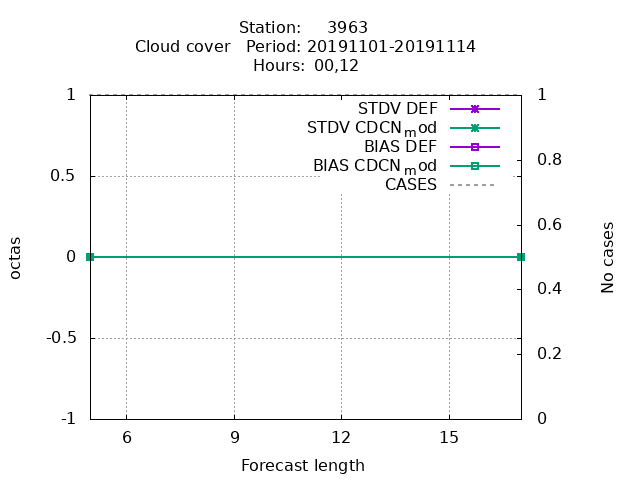 Station: 3963
Cloud cover Period: 20191101-20191114
Hours: 00,12
STDV DEF
STDV CDCNmod
BIAS DEF
BIAS CDCNmod
CASES
1
0.5
0
-0.5
-1
octas
1
0.8
0.6
0.4
0.2
0
No cases
6 9 12 15
Forecast length